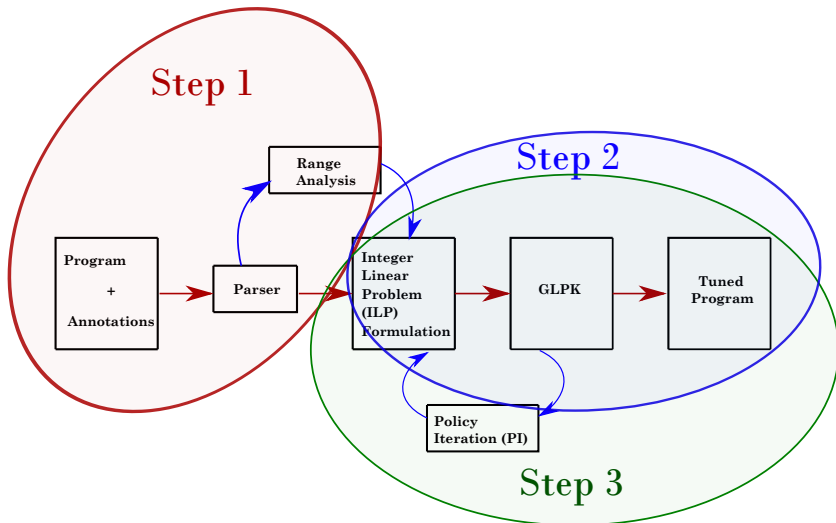 Step 1
Step 2
Range
Analysis
Program
+
Annotations
Parser
Integer
Linear
Problem
(ILP)
Formulation
GLPK
Tuned
Program
Policy
Iteration (PI)
Step 3